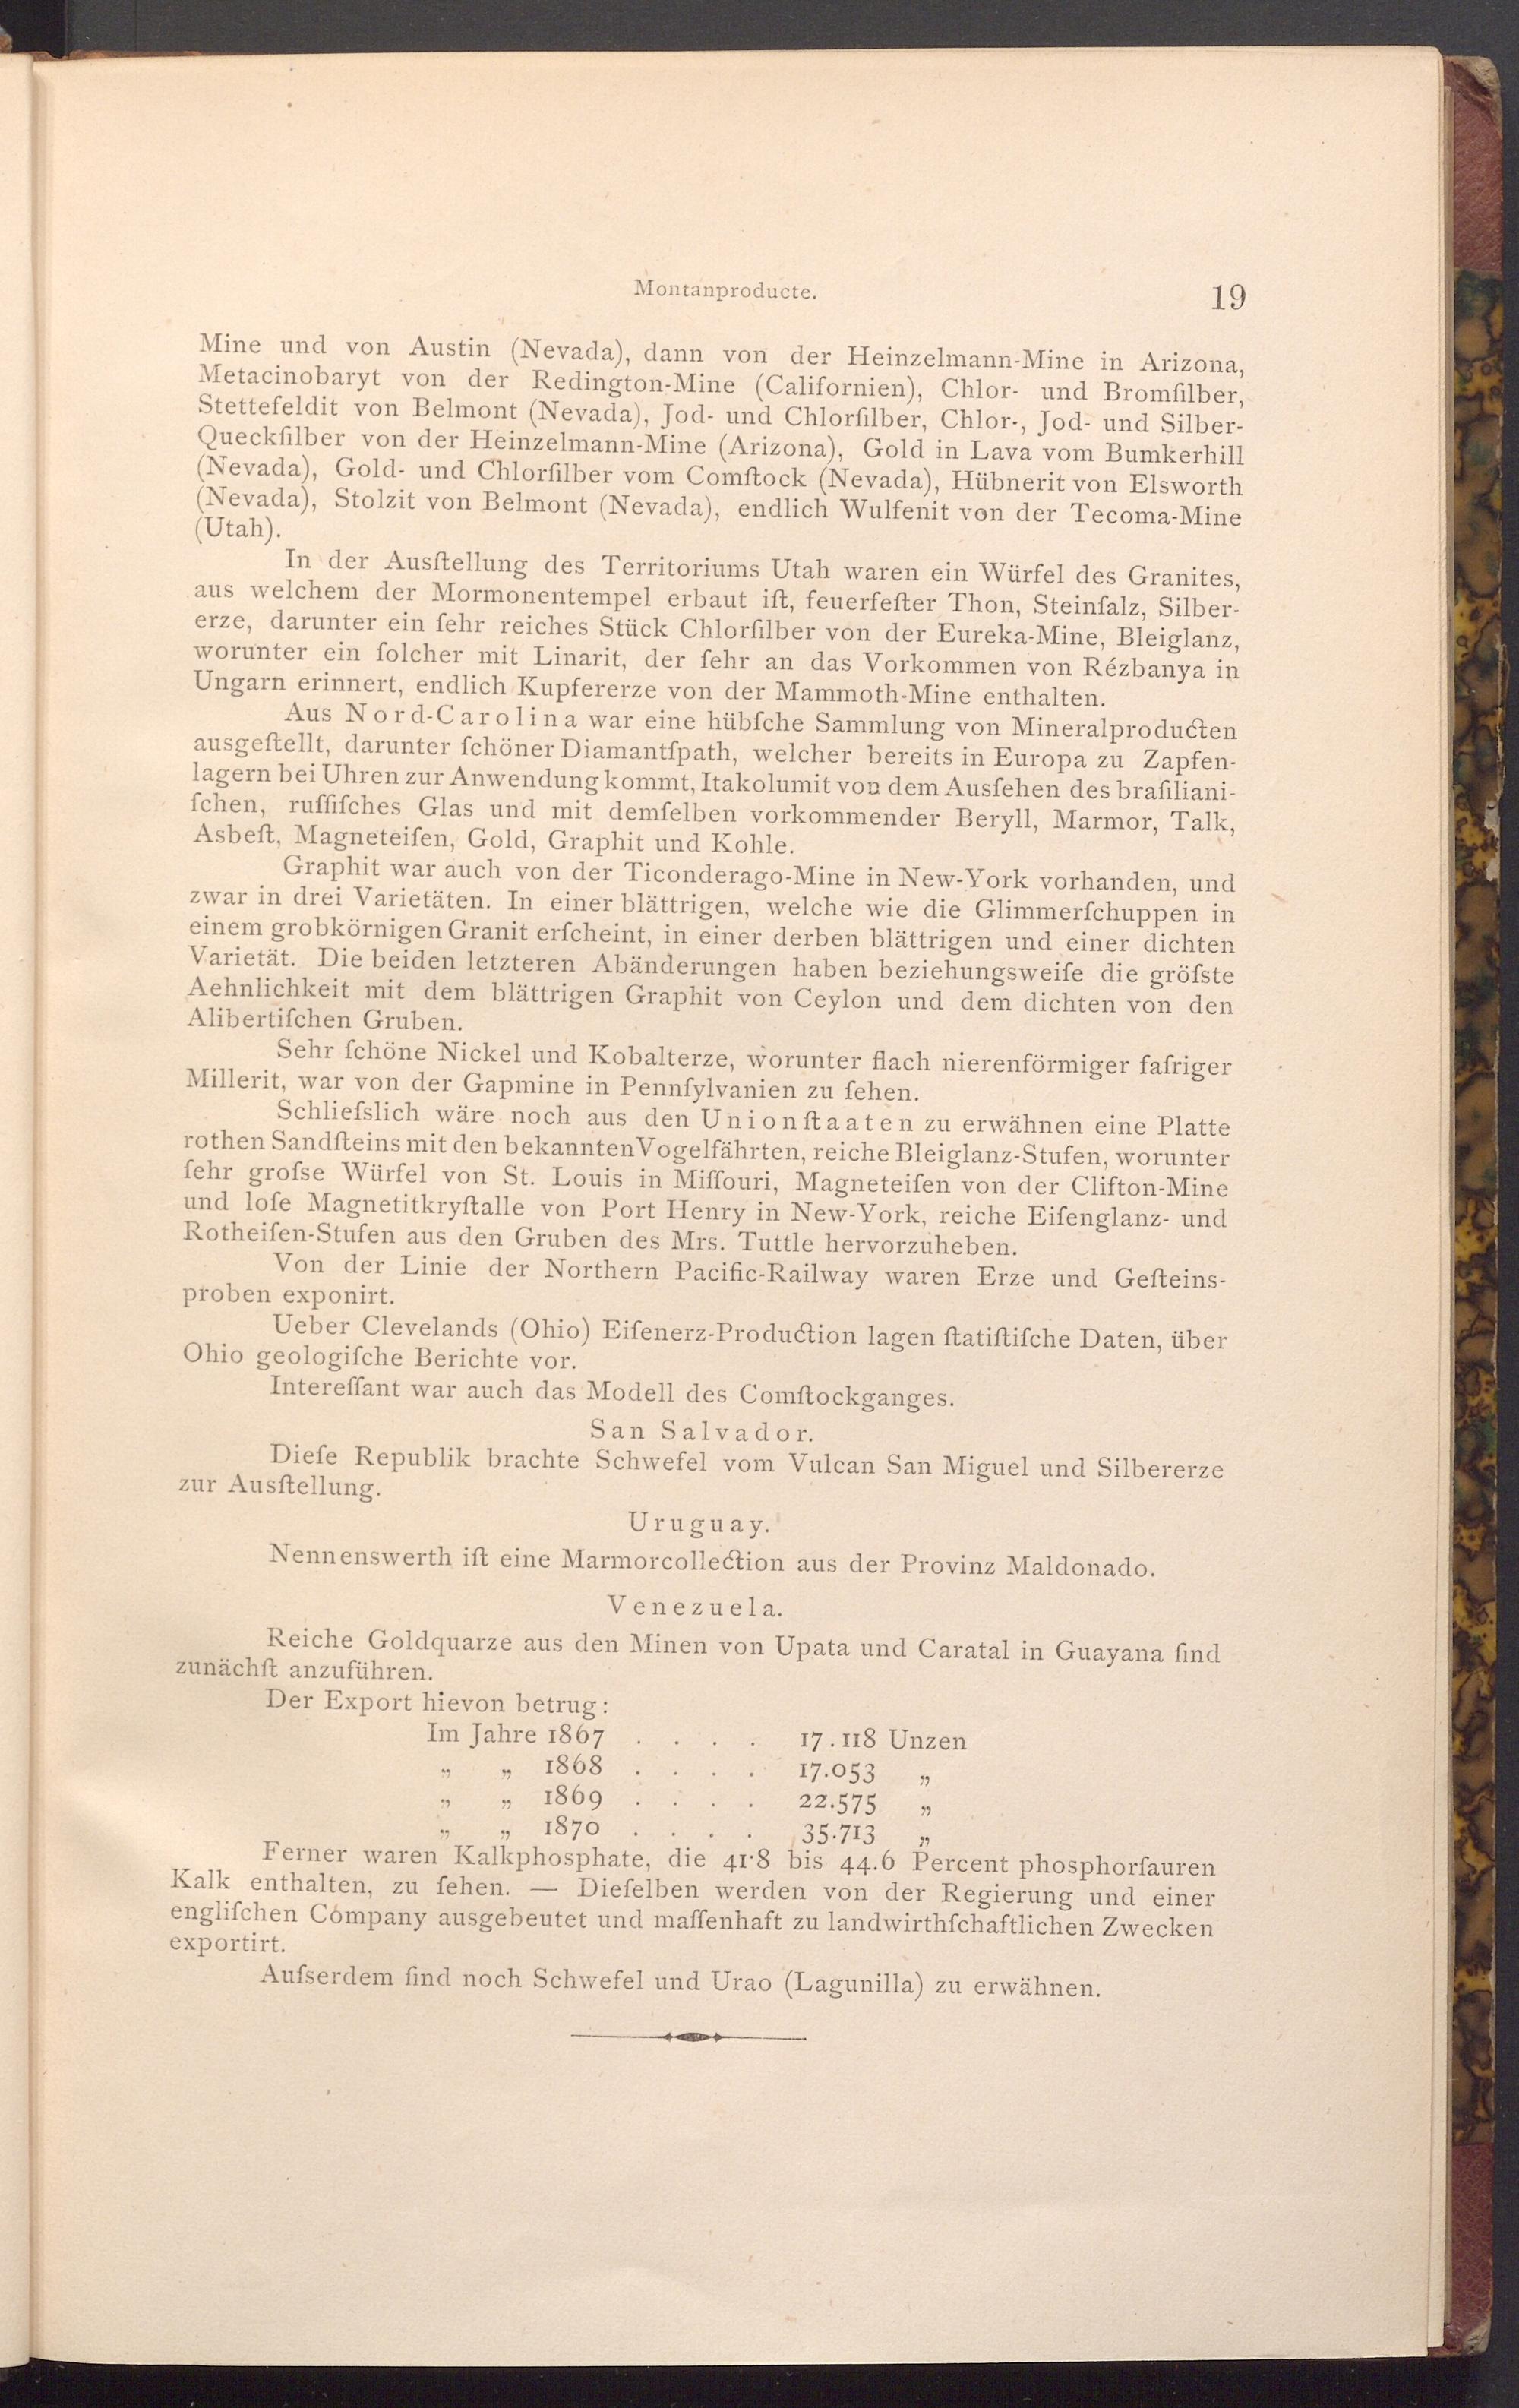 Montanproducte. 19
Mine und von Austin (Nevada), dann von der Heinzelmann-Mine in Arizona,
Metacinobaryt von der Redington-Mine (Californien), Chlor- und Bromſilber,
Stettefeldit von Belmont (Nevada), Jod- und Chlorſilber, Chlor-, Jod- und Silber-
Queckſilber von der Heinzelmann-Mine (Arizona), Gold in Lava vom Bumkerhill
(Nevada), Gold- und Chlorſilber vom Comſtock (Nevada), Hübnerit von Elsworth
(Nevada), Stolzit von Belmont (Nevada), endlich Wulfenit von der Tecoma-Mine
(Utah).
In der Ausſtellung des Territoriums Utah waren ein Würfel des Granites,
aus welchem der Mormonentempel erbaut iſt, feuerfeſter Thon, Steinſalz, Silber-
erze, darunter ein ſehr reiches Stück Chlorſilber von der Eureka-Mine, Bleiglanz,
worunter ein ſolcher mit Linarit, der ſehr an das Vorkommen von Rézbanya in
Ungarn erinnert, endlich Kupfererze von der Mammoth-Mine enthalten.
Aus Nord-Carolina war eine hübſche Sammlung von Mineralproducten
ausgeſtellt, darunter ſchöner Diamantſpath, welcher bereits in Europa zu Zapfen-
lagern bei Uhren zur Anwendung kommt, Itakolumit von dem Ausſehen des braſiliani-
ſchen, ruſſiſches Glas und mit demſelben vorkommender Beryll, Marmor, Talk,
Asbeſt, Magneteiſen, Gold, Graphit und Kohle.
Graphit war auch von der Ticonderago-Mine in New-York vorhanden, und
zwar in drei Varietäten. In einer blättrigen, welche wie die Glimmerſchuppen in
einem grobkörnigen Granit erſcheint, in einer derben blättrigen und einer dichten
Varietät. Die beiden letzteren Abänderungen haben beziehungsweiſe die gröſste
Aehnlichkeit mit dem blättrigen Graphit von Ceylon und dem dichten von den
Alibertiſchen Gruben.
Sehr ſchöne Nickel und Kobalterze, worunter flach nierenförmiger faſriger
Millerit, war von der Gapmine in Pennſylvanien zu ſehen.
Schlieſslich wäre noch aus den Unionſtaaten zu erwähnen eine Platte
rothen Sandſteins mit den bekannten Vogelfährten, reiche Bleiglanz-Stufen, worunter
ſehr groſse Würfel von St. Louis in Miſſouri, Magneteiſen von der Clifton-Mine
und loſe Magnetitkryſtalle von Port Henry in New-York, reiche Eiſenglanz- und
Rotheiſen-Stufen aus den Gruben des Mrs. Tuttle hervorzuheben.
Von der Linie der Northern Pacific-Railway waren Erze und Geſteins-
proben exponirt.
Ueber Clevelands (Ohio) Eiſenerz-Production lagen ſtatiſtiſche Daten, über
Ohio geologiſche Berichte vor.
Intereſſant war auch das Modell des Comſtockganges.
San Salvador.
Dieſe Republik brachte Schwefel vom Vulcan San Miguel und Silbererze
zur Ausſtellung.
Uruguay.
Nennenswerth iſt eine Marmorcollection aus der Provinz Maldonado.
Venezuela.
Reiche Goldquarze aus den Minen von Upata und Caratal in Guayana ſind
zunächſt anzuführen.
Der Export hievon betrug:
Im Jahre 1867 . . . . 17.118 Unzen
„ „ 1868 . . . . 17.053 „
„ „ 1869 . . . . 22.575 „
„ „ 1870 . . . . 35.713 „
Ferner waren Kalkphosphate, die 41·8 bis 44.6 Percent phosphorſauren
Kalk enthalten, zu ſehen. — Dieſelben werden von der Regierung und einer
engliſchen Company ausgebeutet und maſſenhaft zu landwirthſchaftlichen Zwecken
exportirt.
Auſserdem ſind noch Schwefel und Urao (Lagunilla) zu erwähnen.